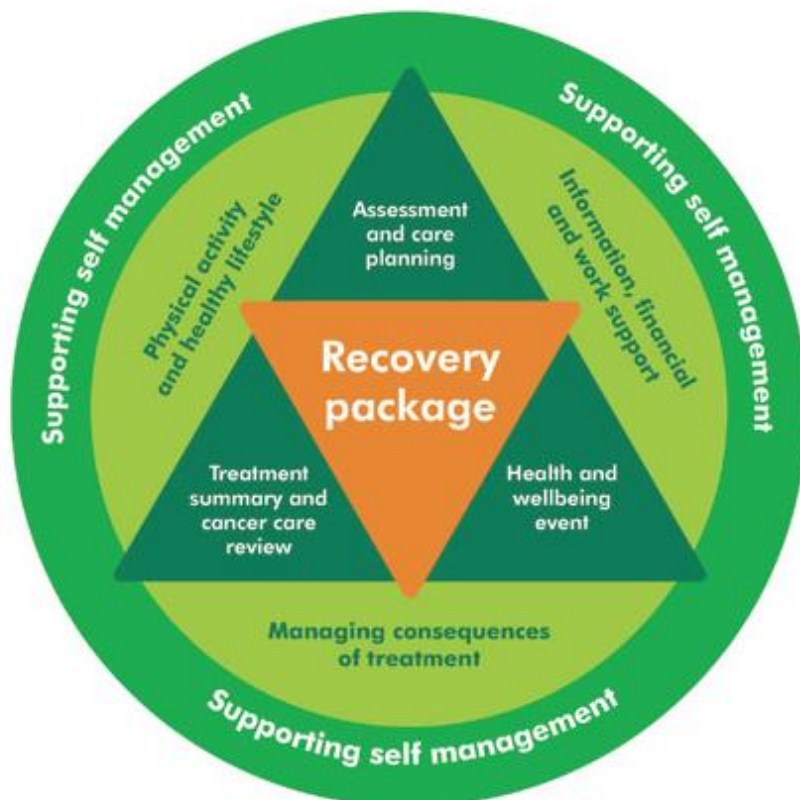 Supporting self management
Supporting self management
Physical activity
and healthy lifestyle
Assessment
and care
planning
Information, financial
and work support
Recovery
package
Treatment
summary and
cancer care
review
Health and
wellbeing
event
Managing consequences
of treatment
Supporting self management